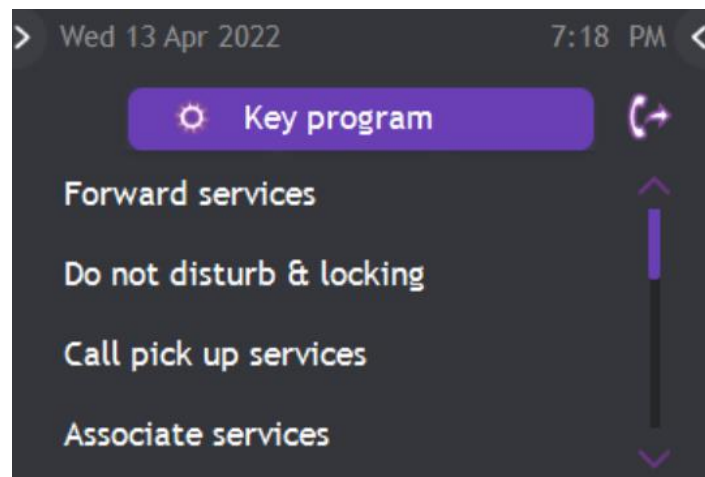 Wed 13 Apr 2022 7:18 PM
Key program
Forward services
Do not disturb & locking
Call pick up services
Associate services